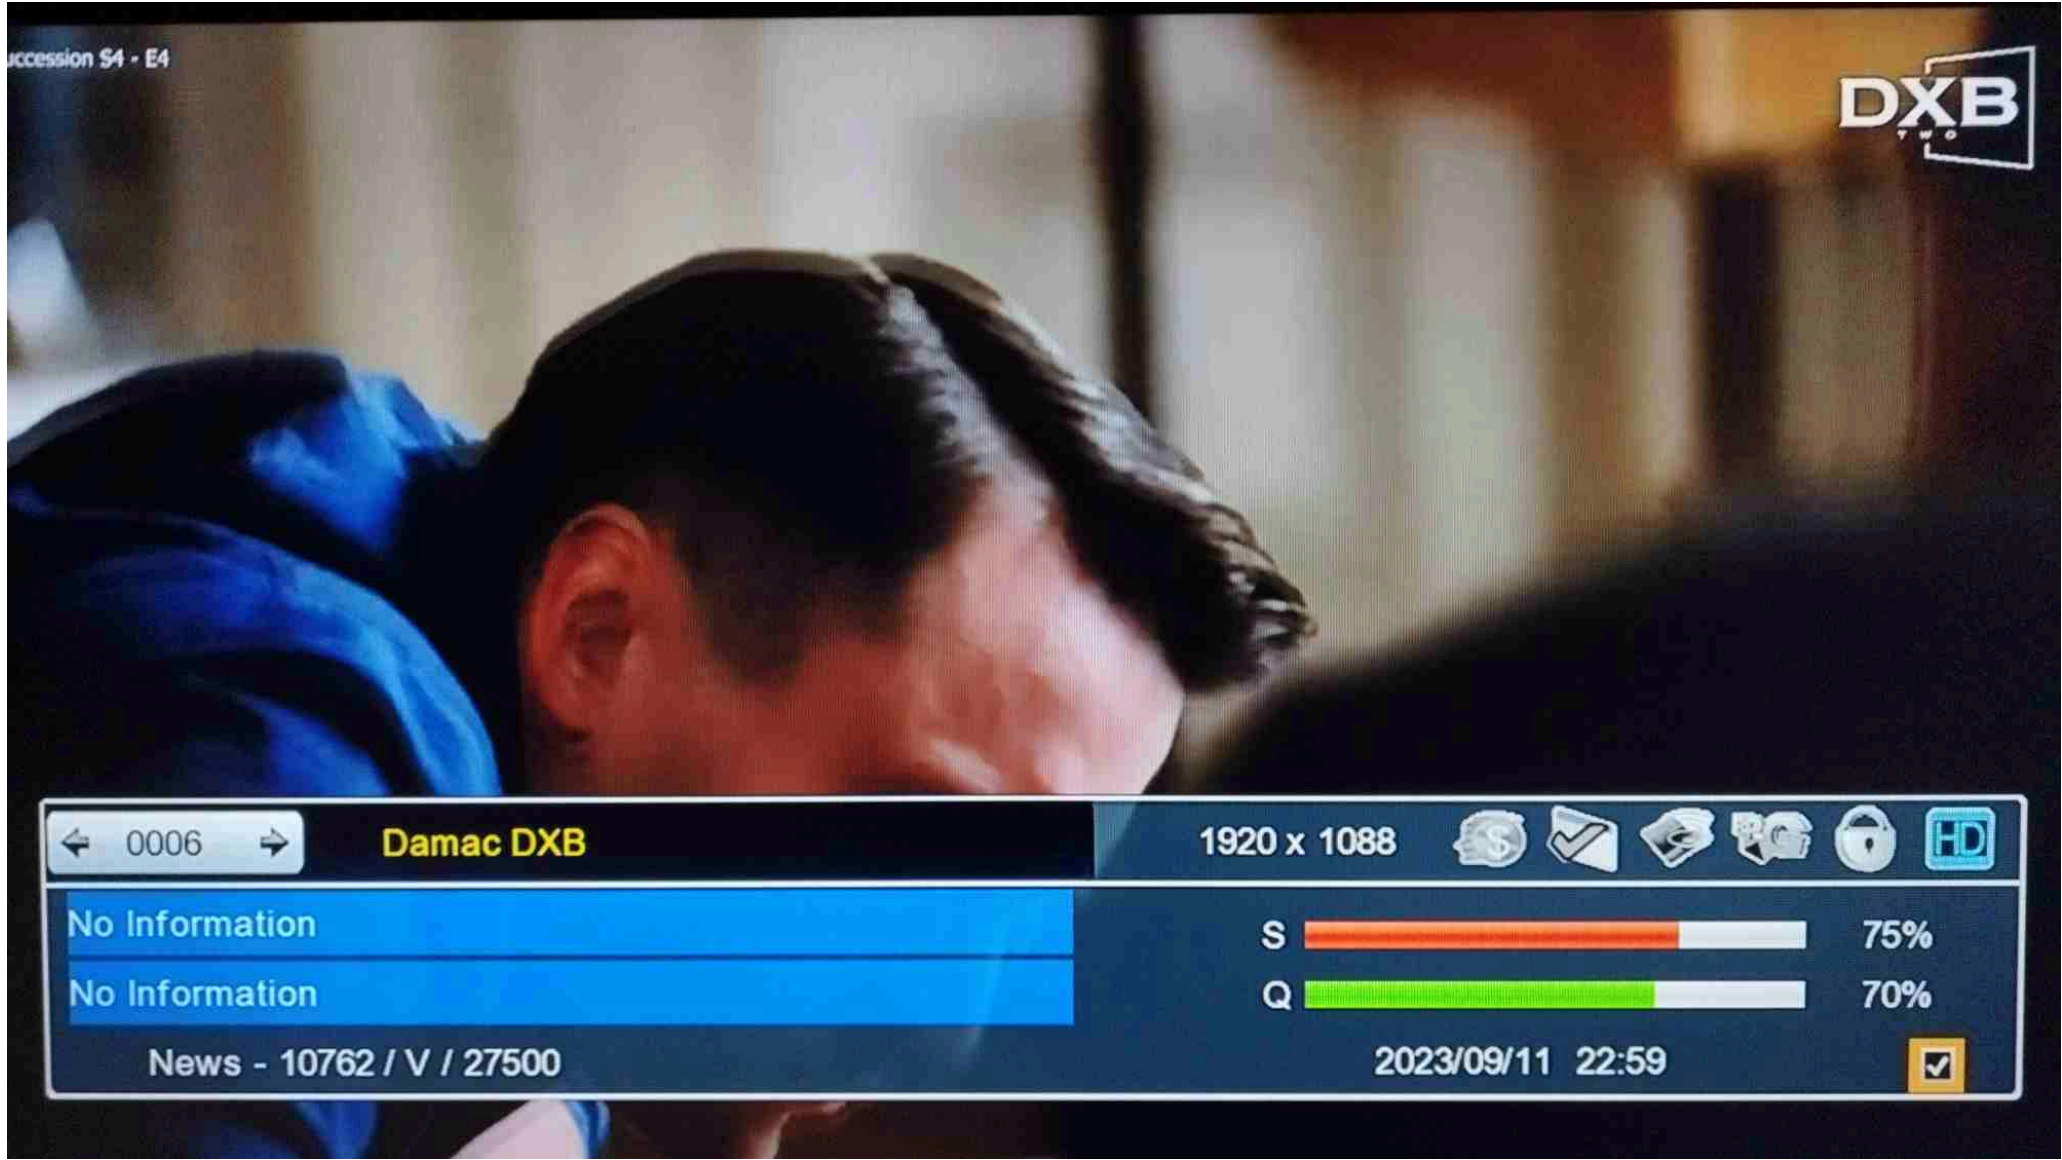 uccession S4 - E4
DXB
TWO
0006
Damac DXB
1920 x 1088
HD
No Information
S
75%
No Information
Q
70%
News - 10762 / V / 27500
2023/09/11 22:59